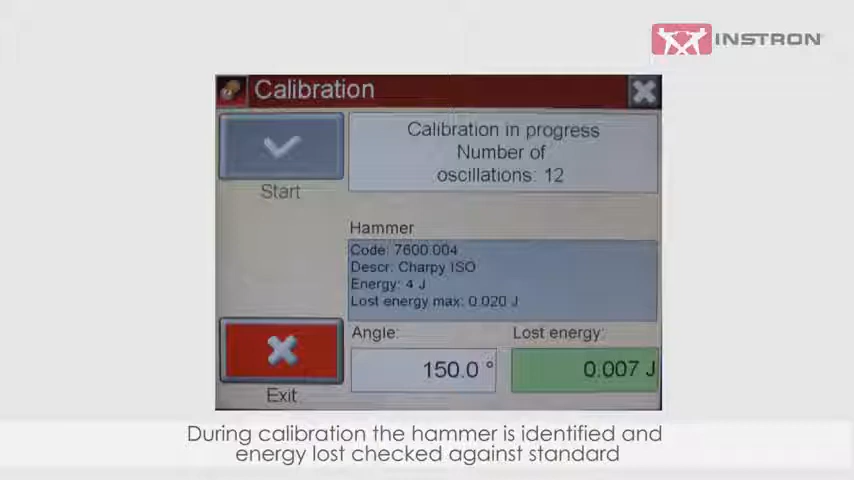 INSTRON
Calibration
Calibration in progress
Number of
oscillations: 12
Start
Hammer
Code: 7600.004
Descr: Charpy ISO
Energy: 4 J
Lost energy max: 0.020 J
Angle:
Lost energy:
150.0 °
0.007 J
Exit
During calibration the hammer is identified and
energy lost checked against standard